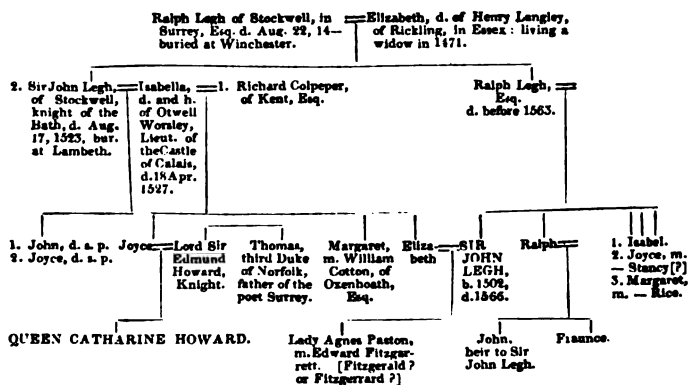 Ralph Legh of Stockwell, in
Surrey, Esq. d. Aug. 22, 14—
buried at Winchester.
Elizabeth, d. of Henry Langley,
of Rickling, in Essex: living a
widow in 1471.
2. Sir John Legh,
of Stockwell,
knight of the
Bath, d. Aug.
17, 1523, bur.
at Lambeth.
Isabella,
d. and h.
of Otwell
Worsley,
Lieut. of
the Castle
of Calais,
d. 18 Apr.
1527.
1. Richard Colpeper,
of Kent, Esq.
Ralph Legh,
Esq.
d. before 1563.
1. John, d. s. p.
2. Joyce, d. s. p.
Joyce
Lord Sir
Edmund
Howard,
Knight.
Thomas,
third Duke
of Norfolk,
father of the
poet Surrey.
Margaret,
m. William
Cotton, of
Oxenhoath,
Esq.
Eliza-
beth
SIR
JOHN
LEGH,
b. 1502,
d. 1566.
Ralph
1. Isabel.
2. Joyce, m.
— Stancy [?]
3. Margaret,
m. — Rice.
QUEEN CATHARINE HOWARD.
Lady Agnes Paston,
m. Edward Fitzgar-
rett. [Fitzgerald?
or Fitzgerrard?]
John,
heir to Sir
John Legh.
Fraunce.